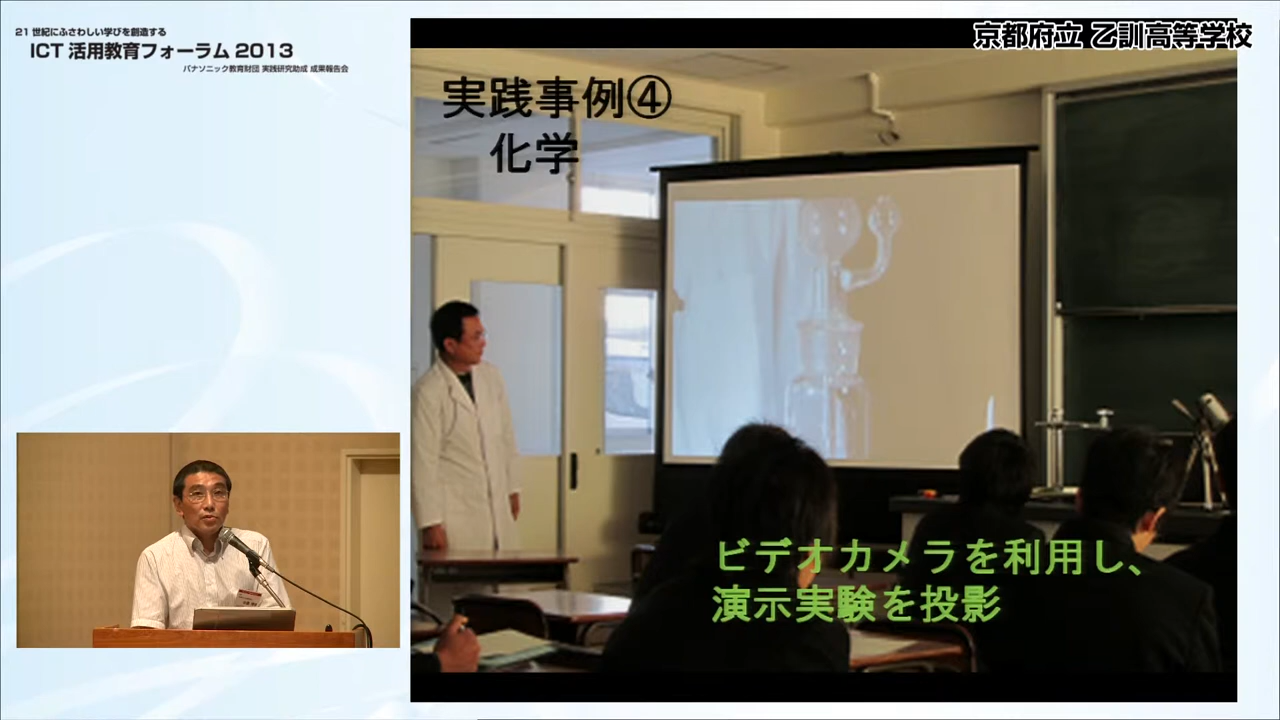 21 世紀にふさわしい学びを創造する
ICT 活用教育フォーラム 2013
パナソニック教育財団 実践研究助成 成果報告会
京都府立 乙訓高等学校
実践事例④
化学
ビデオカメラを利用し、
演示実験を投影